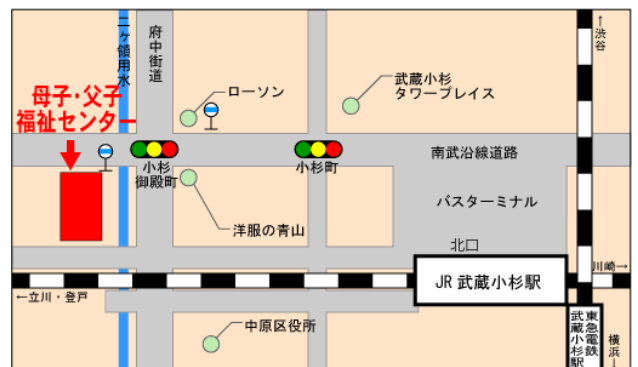 二ヶ領用水
府中街道
←渋谷
母子・父子
福祉センター
ローソン
武蔵小杉
タワープレイス
小杉
御殿町
小杉町
南武沿線道路
バスターミナル
洋服の青山
北口
JR 武蔵小杉駅
川崎→
←立川・登戸
中原区役所
東急電鉄
武蔵小杉駅
横浜→